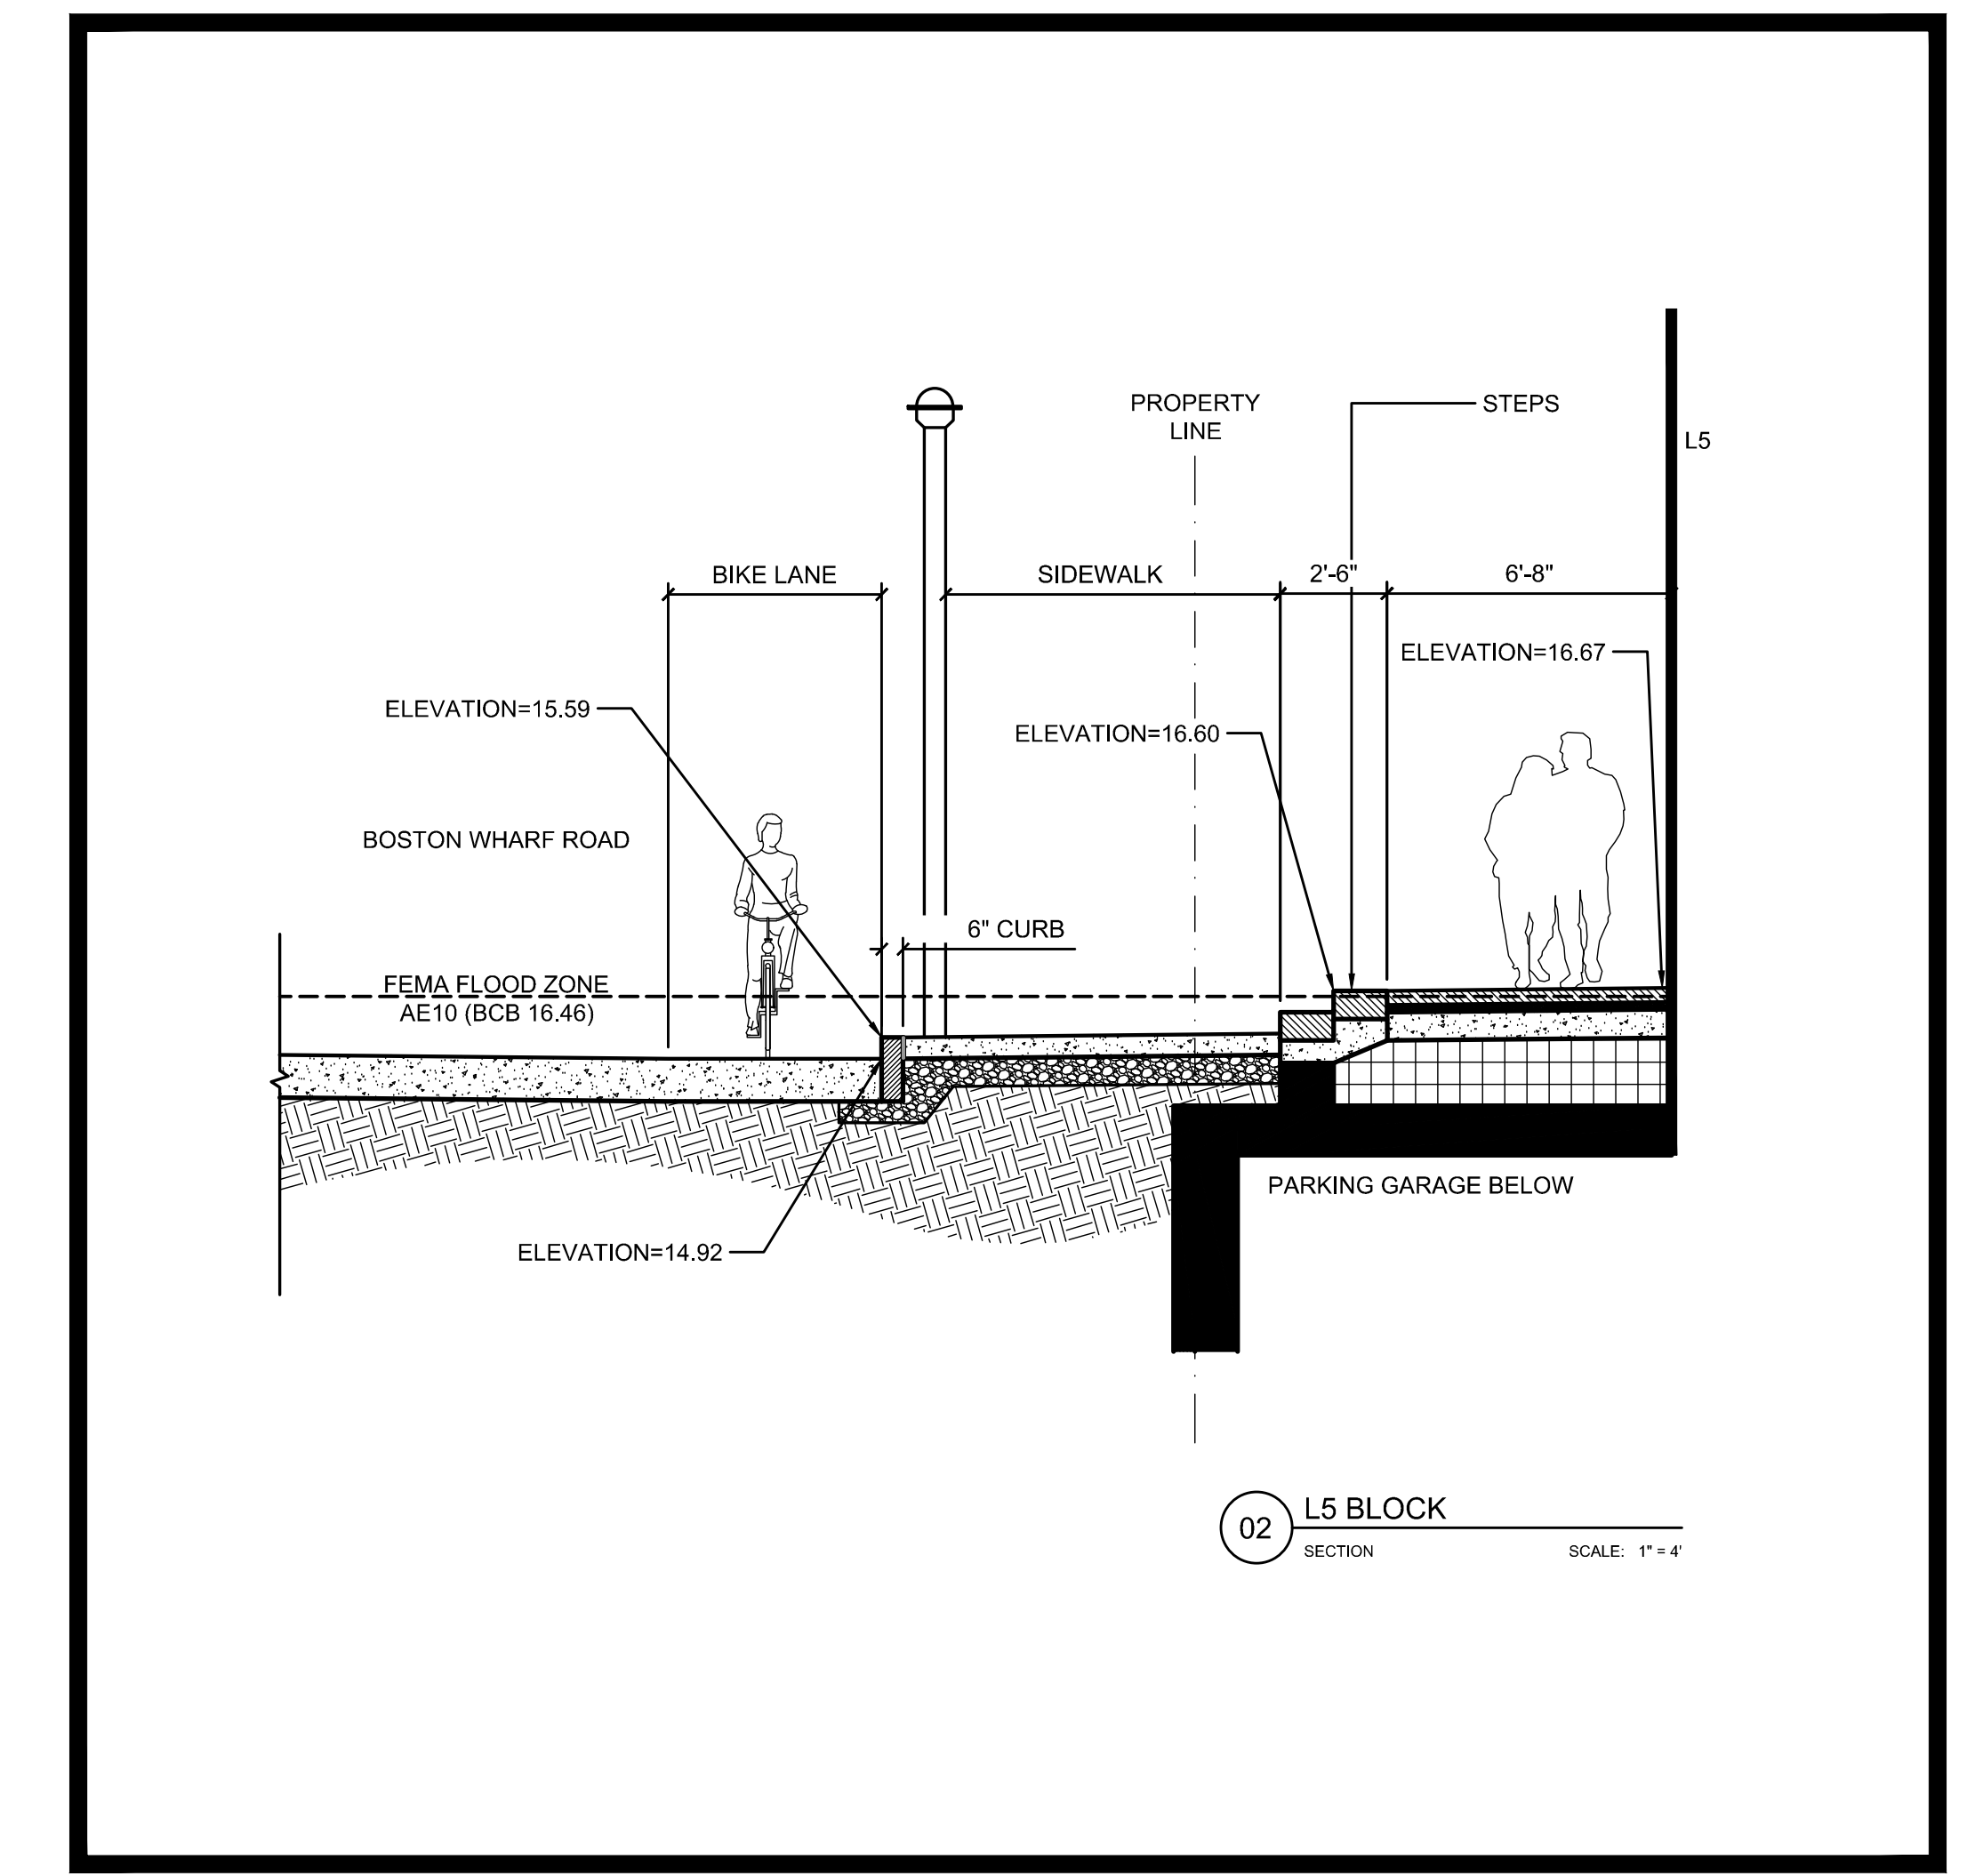 PROPERTY
LINE
STEPS
L5
BIKE LANE
SIDEWALK
2'-6"
6'-8"
ELEVATION=16.67
ELEVATION=15.59
ELEVATION=16.60
BOSTON WHARF ROAD
6" CURB
FEMA FLOOD ZONE
AE10 (BCB 16.46)
PARKING GARAGE BELOW
ELEVATION=14.92
02
L5 BLOCK
SECTION
SCALE: 1" = 4'